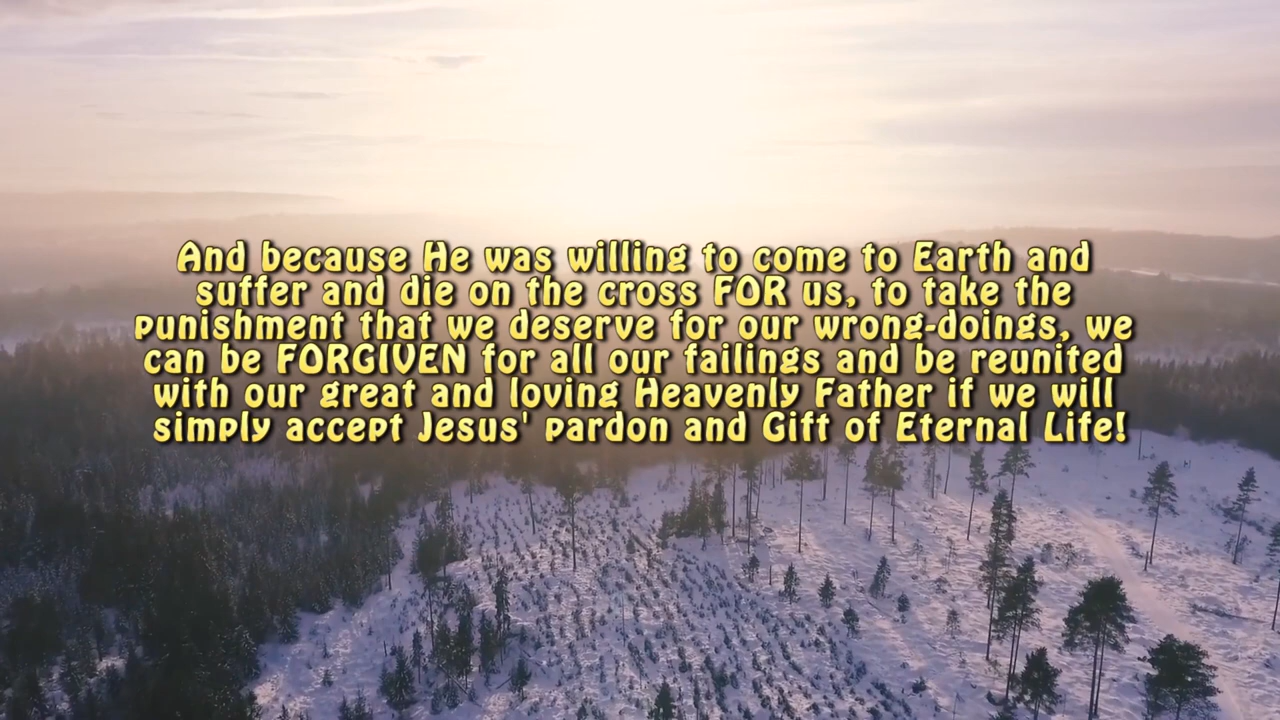 And because He was willing to come to Earth and
suffer and die on the cross FOR us, to take the
punishment that we deserve for our wrong-doings, we
can be FORGIVEN for all our failings and be reunited
with our great and loving Heavenly Father if we will
simply accept Jesus' pardon and Gift of Eternal Life!